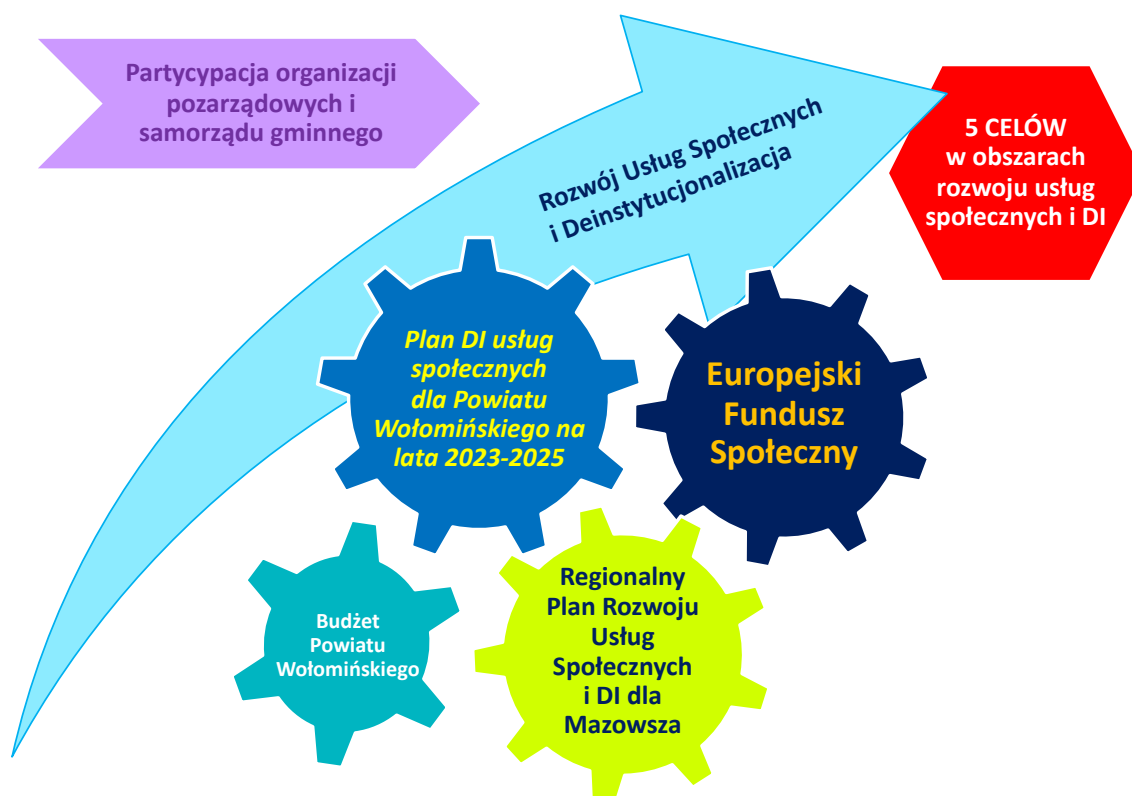 Partycypacja organizacji
pozarządowych i
samorządu gminnego
Rozwój Usług Społecznych
i Deinstytucjonalizacja
5 CELÓW
w obszarach
rozwoju usług
społecznych i DI
Plan DI usług
społecznych
dla Powiatu
Wołomińskiego na
lata 2023-2025
Europejski
Fundusz
Społeczny
Budżet
Powiatu
Wołomińskiego
Regionalny
Plan Rozwoju
Usług
Społecznych
i DI dla
Mazowsza